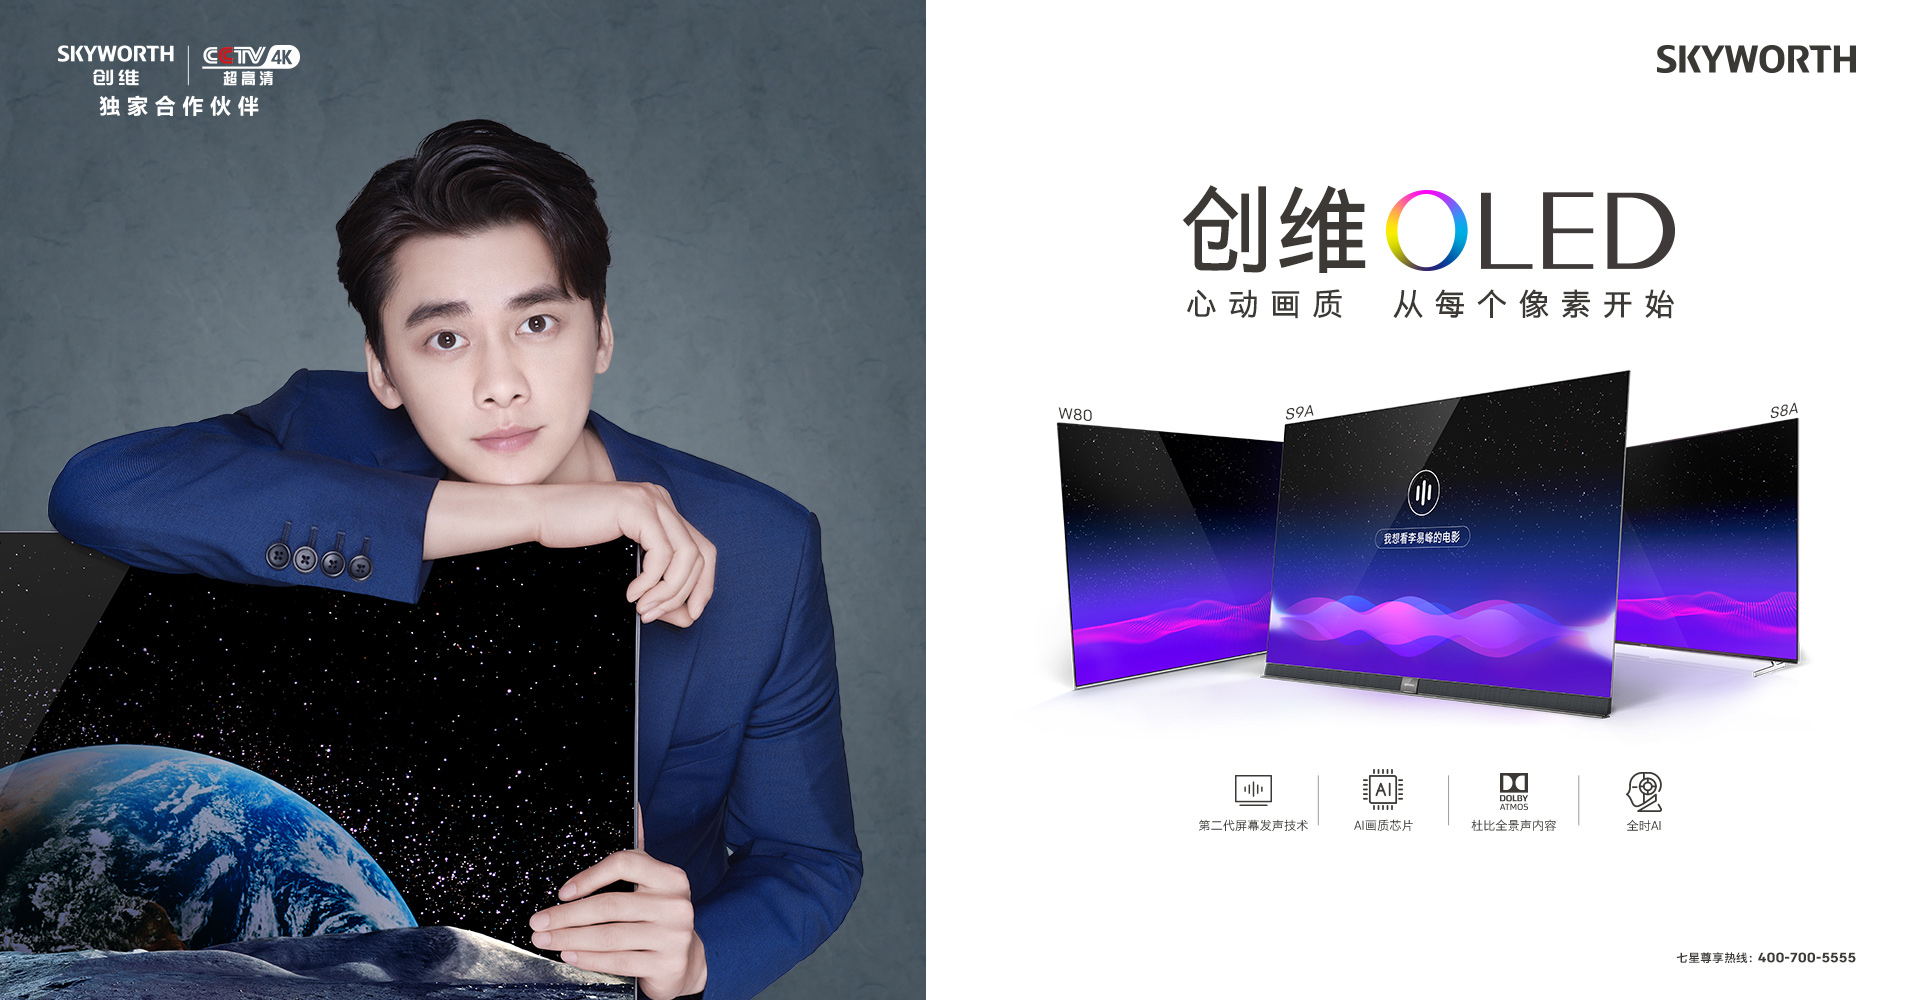 SKYWORTH
创维
CCTV 4K
超高清
独家合作伙伴
SKYWORTH
创维 OLED
心动画质 从每个像素开始
W80
S9A
S8A
我想看李易峰的电影
第二代屏幕发声技术
AI
AI画质芯片
DOLBY
ATMOS
杜比全景声内容
全时AI
七星尊享热线：400-700-5555